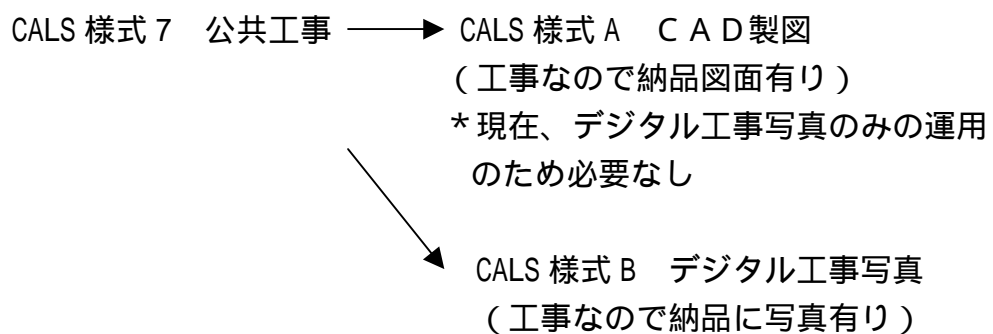 CALS 様式 7　公共工事　CALS 様式 A　ＣＡＤ製図
（工事なので納品図面有り）
＊現在、デジタル工事写真のみの運用
のため必要なし
CALS 様式 B　デジタル工事写真
（工事なので納品に写真有り）